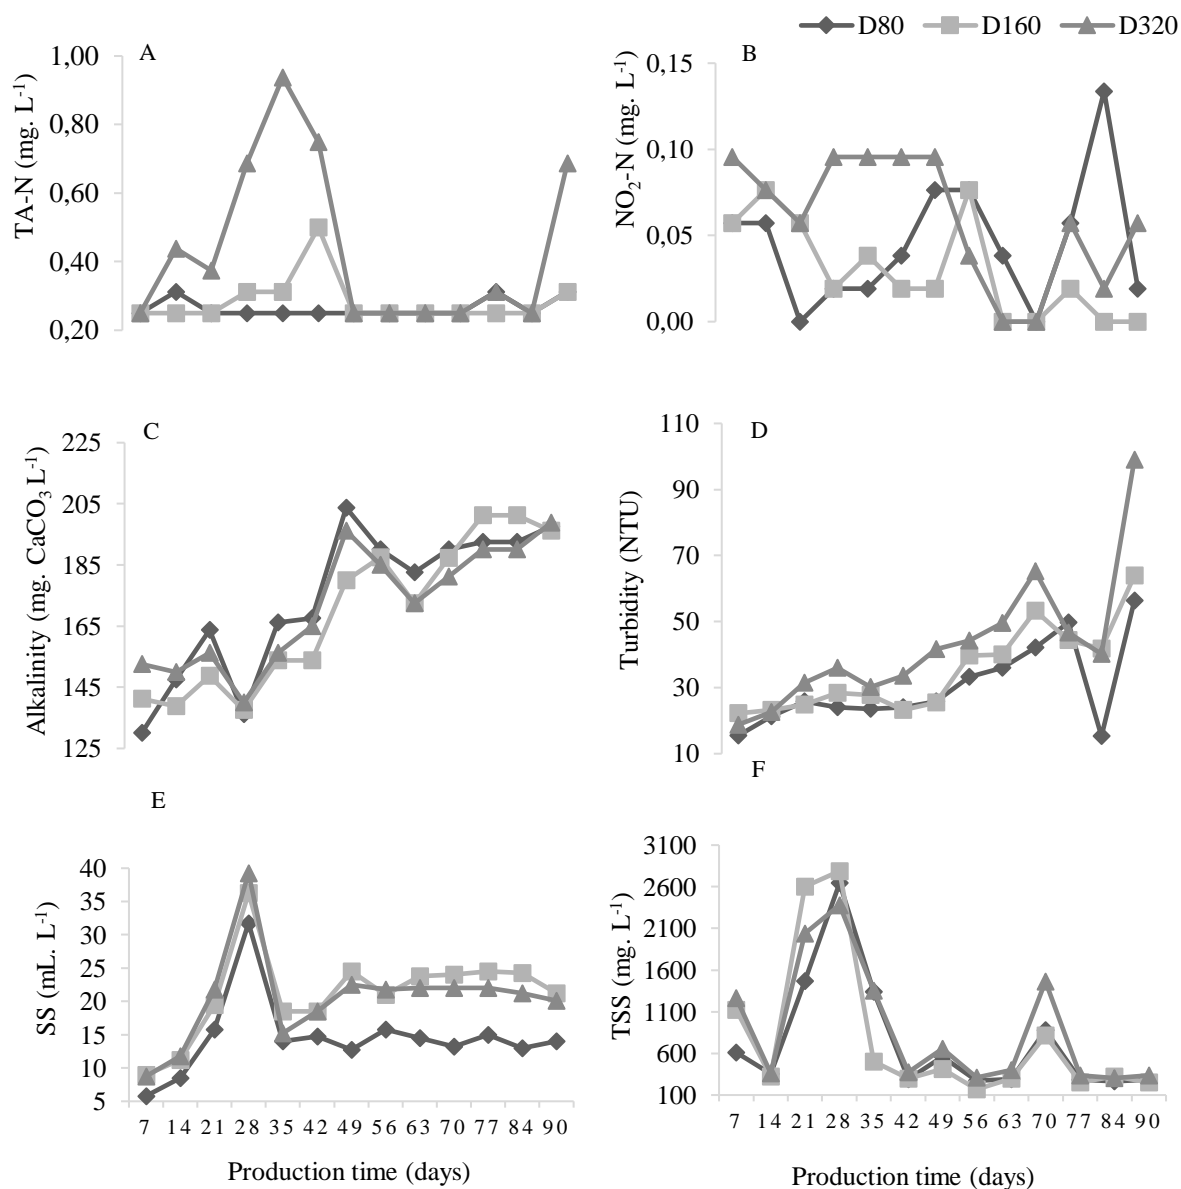 D80 D160 D320
A
TA-N (mg. L-1)
1,00
0,80
0,60
0,40
0,20
B
NO2-N (mg. L-1)
0,15
0,10
0,05
0,00
C
Alkalinity (mg. CaCO3 L-1)
225
205
185
165
145
125
D
Turbidity (NTU)
110
90
70
50
30
10
E
SS (mL. L-1)
40
35
30
25
20
15
10
5
7 14 21 28 35 42 49 56 63 70 77 84 90
Production time (days)
F
TSS (mg. L-1)
3100
2600
2100
1600
1100
600
100
7 14 21 28 35 42 49 56 63 70 77 84 90
Production time (days)